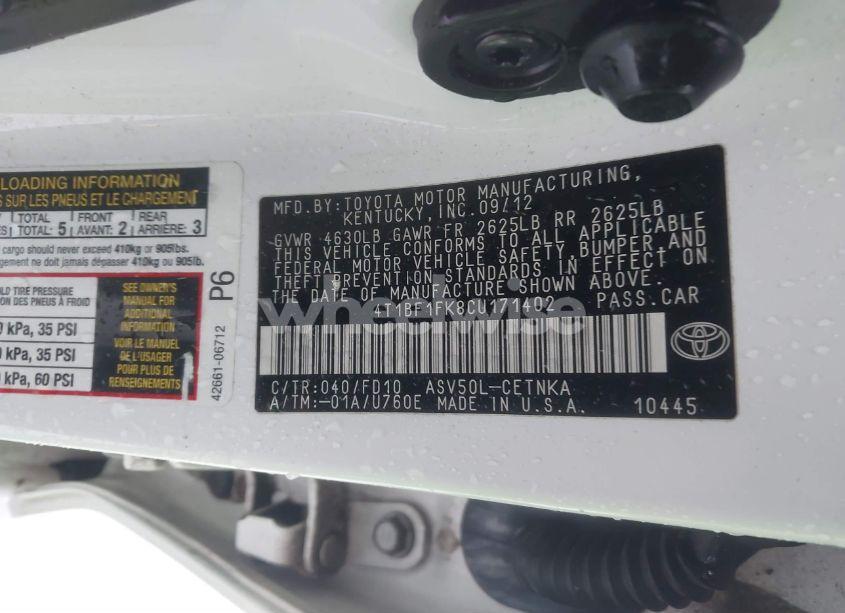 LOADING INFORMATION
SUR LES PNEUS ET LE CHARGEMENT
TOTAL 5 FRONT 2 REAR 3
TOTAL AVANT: ARRIÈRE:
cargo should never exceed 410kg or 905lbs.
ne doit jamais dépasser 410kg ou 905lb.
TIRE PRESSURE
DES PNEUS À FROID
kPa, 35 PSI
kPa, 35 PSI
kPa, 60 PSI
SEE OWNER'S
MANUAL FOR
ADDITIONAL
INFORMATION
VOIR LE MANUEL
DE L'USAGER
POUR PLUS DE
RENSEIGNEMENTS
P6
42661-06712
MFD.BY:TOYOTA MOTOR MANUFACTURING,
KENTUCKY,INC.09/12
GVWR 4630LB GAWR FR 2625LB RR 2625LB
THIS VEHICLE CONFORMS TO ALL APPLICABLE
FEDERAL MOTOR VEHICLE SAFETY,BUMPER,AND
THEFT PREVENTION STANDARDS IN EFFECT ON
THE DATE OF MANUFACTURE SHOWN ABOVE.
4T1BF1FK8CU171402 PASS.CAR
wheelwise
C/TR:040/FD10 ASV50L-CETNKA
A/TM:-01A/U760E MADE IN U.S.A. 10445